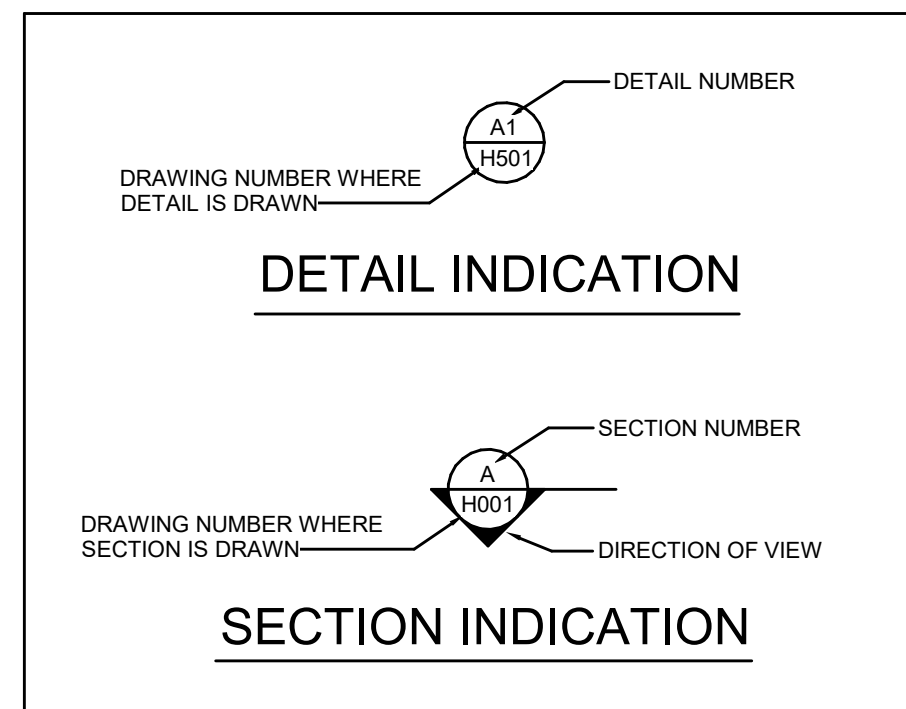 DETAIL NUMBER
A1
H501
DRAWING NUMBER WHERE
DETAIL IS DRAWN
DETAIL INDICATION
SECTION NUMBER
A
H001
DRAWING NUMBER WHERE
SECTION IS DRAWN
DIRECTION OF VIEW
SECTION INDICATION